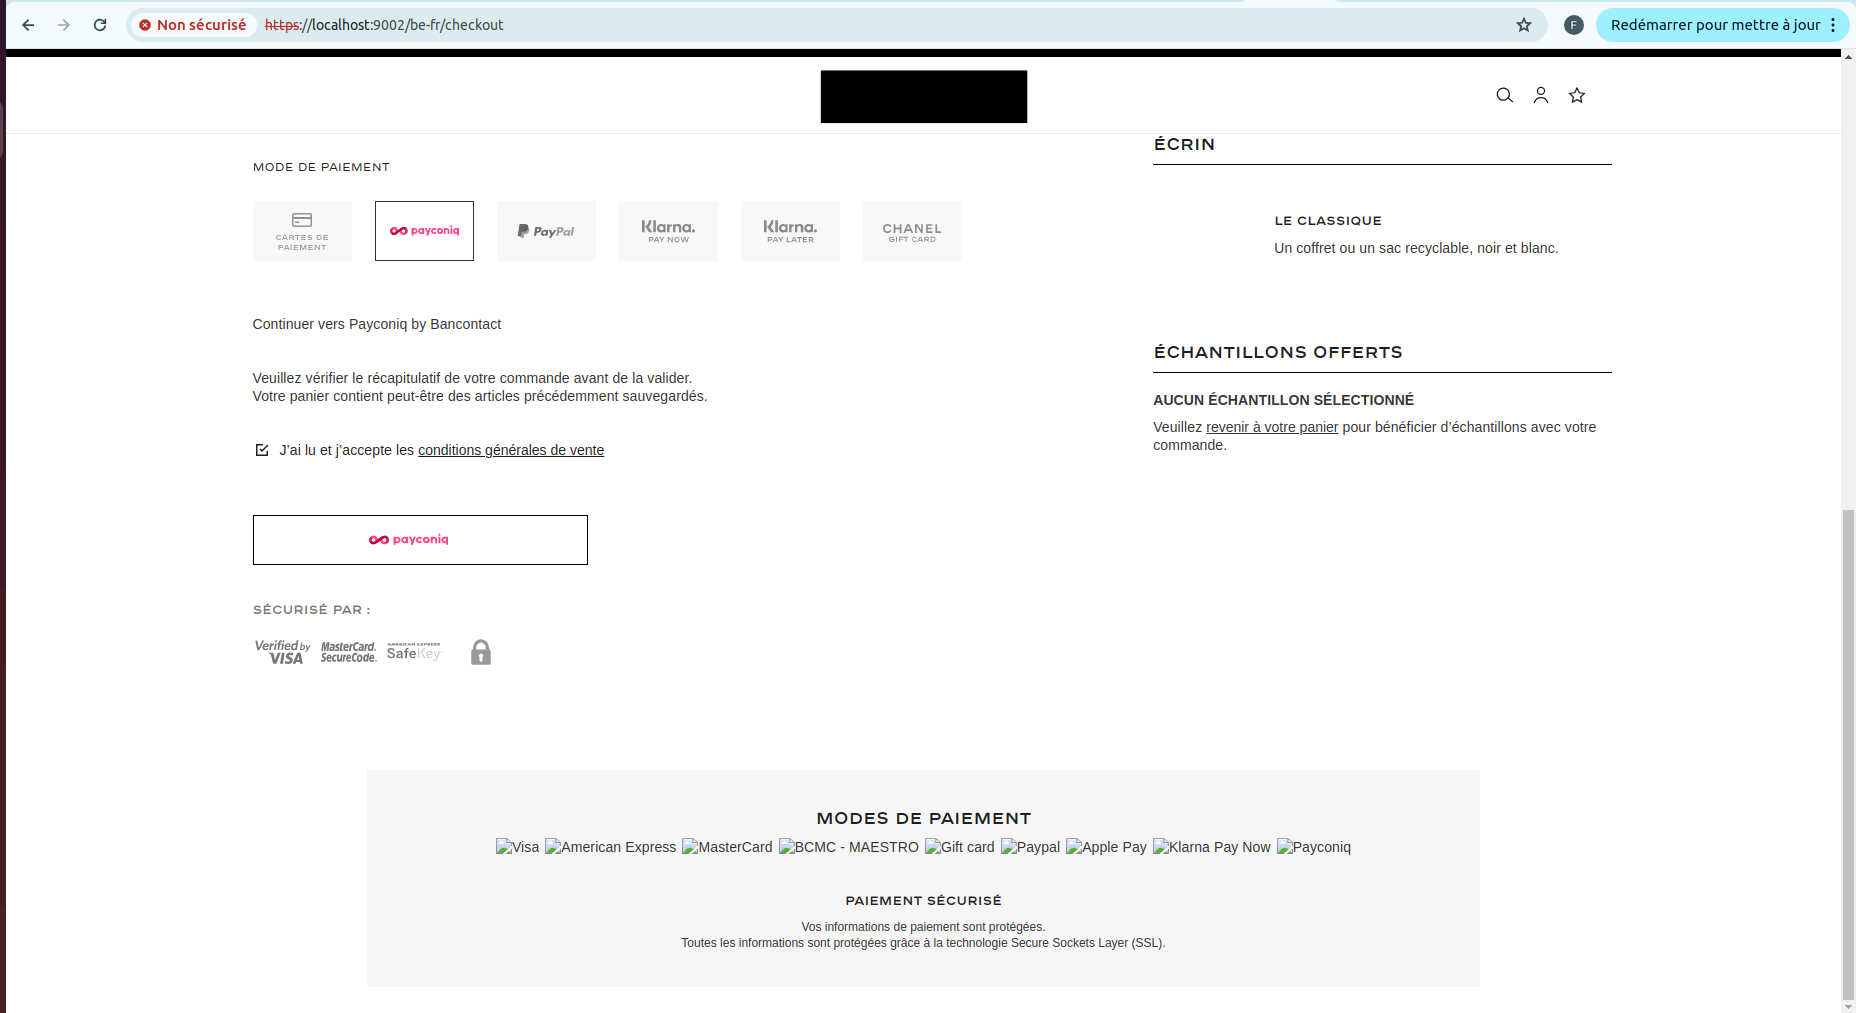 Non sécurisé https://localhost:9002/be-fr/checkout F Redémarrer pour mettre à jour
MODE DE PAIEMENT
CARTES DE
PAIEMENT
payconiq
PayPal
Klarna.
PAY NOW
Klarna.
PAY LATER
CHANEL
GIFT CARD
Continuer vers Payconiq by Bancontact
Veuillez vérifier le récapitulatif de votre commande avant de la valider.
Votre panier contient peut-être des articles précédemment sauvegardés.
J’ai lu et j’accepte les conditions générales de vente
payconiq
SÉCURISÉ PAR :
Verified by
VISA
MasterCard.
SecureCode.
AMERICAN EXPRESS
SafeKey
ÉCRIN
LE CLASSIQUE
Un coffret ou un sac recyclable, noir et blanc.
ÉCHANTILLONS OFFERTS
AUCUN ÉCHANTILLON SÉLECTIONNÉ
Veuillez revenir à votre panier pour bénéficier d’échantillons avec votre
commande.
MODES DE PAIEMENT
Visa American Express MasterCard BCMC - MAESTRO Gift card Paypal Apple Pay Klarna Pay Now Payconiq
PAIEMENT SÉCURISÉ
Vos informations de paiement sont protégées.
Toutes les informations sont protégées grâce à la technologie Secure Sockets Layer (SSL).